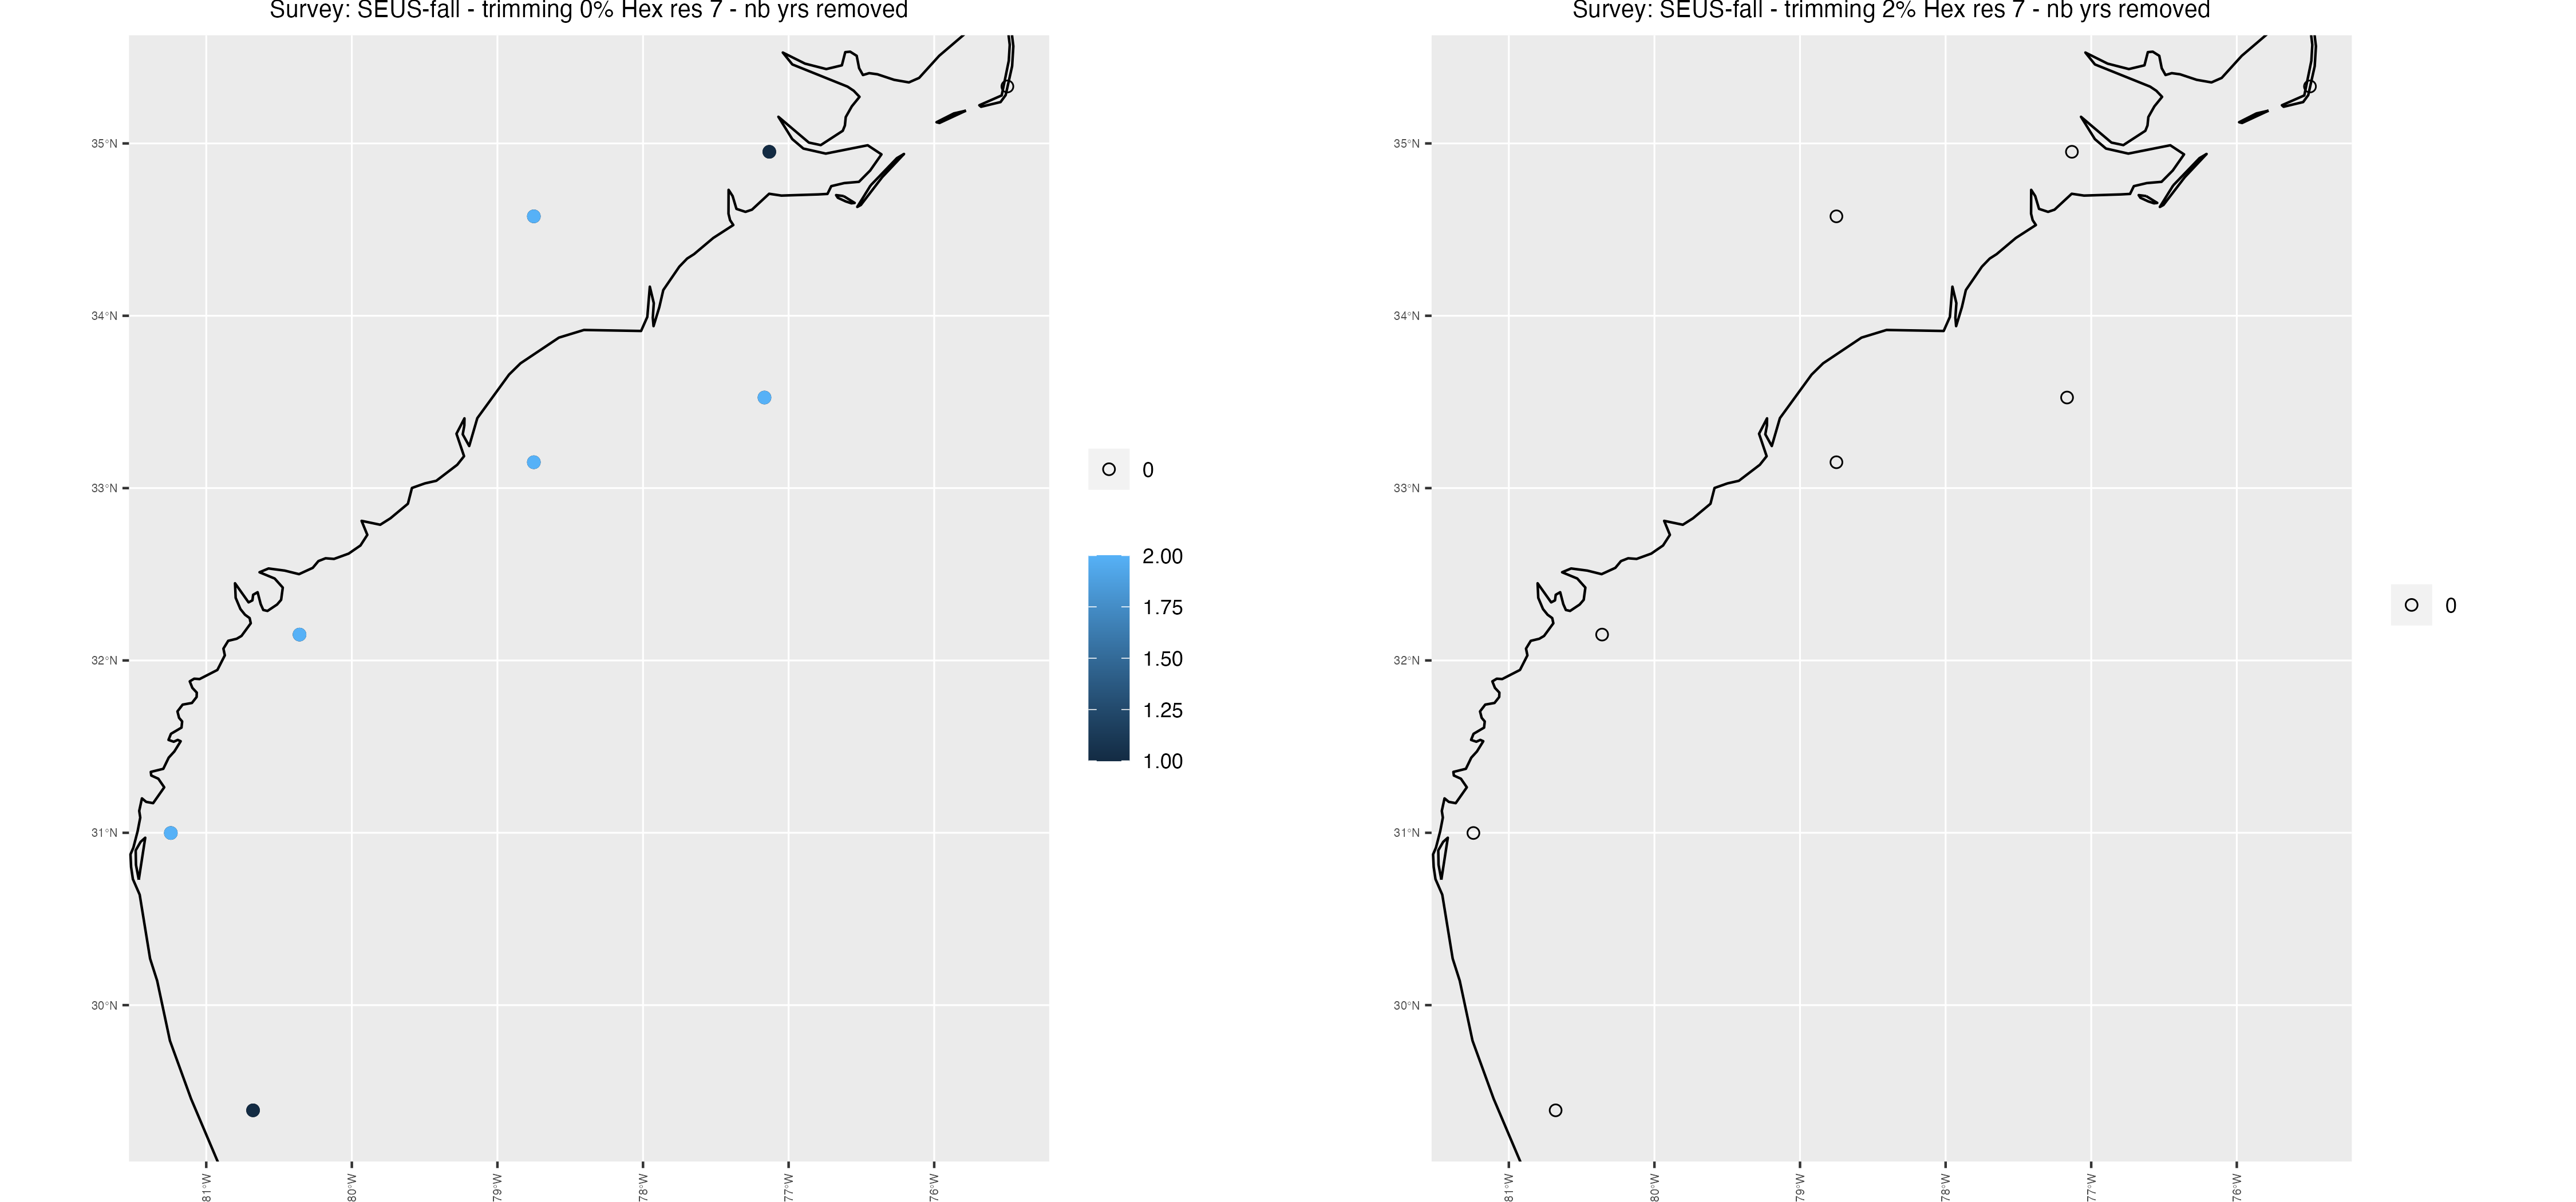 Survey: SEUS-fall - trimming 0% Hex res 7 - nb yrs removed
35°N
34°N
33°N
32°N
31°N
30°N
81°W
80°W
79°W
78°W
77°W
76°W
0
2.00
1.75
1.50
1.25
1.00
Survey: SEUS-fall - trimming 2% Hex res 7 - nb yrs removed
35°N
34°N
33°N
32°N
31°N
30°N
81°W
80°W
79°W
78°W
77°W
76°W
0